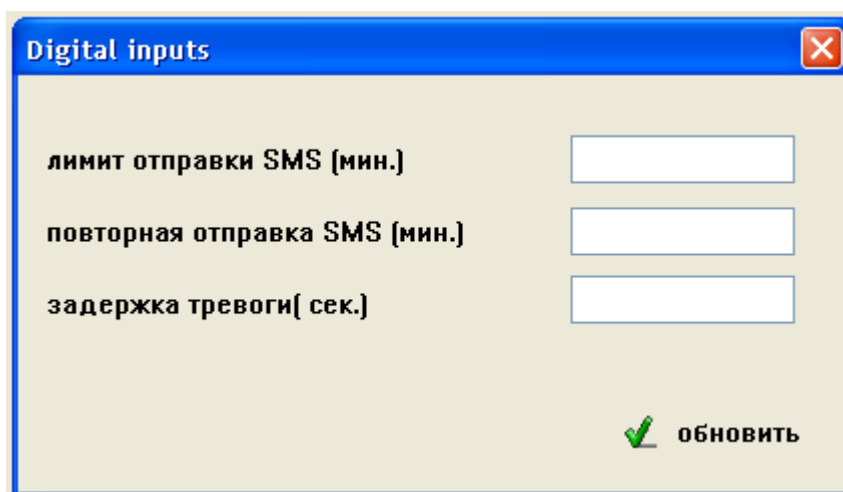 Digital inputs
лимит отправки SMS (мин.)
повторная отправка SMS (мин.)
задержка тревоги( сек.)
обновить